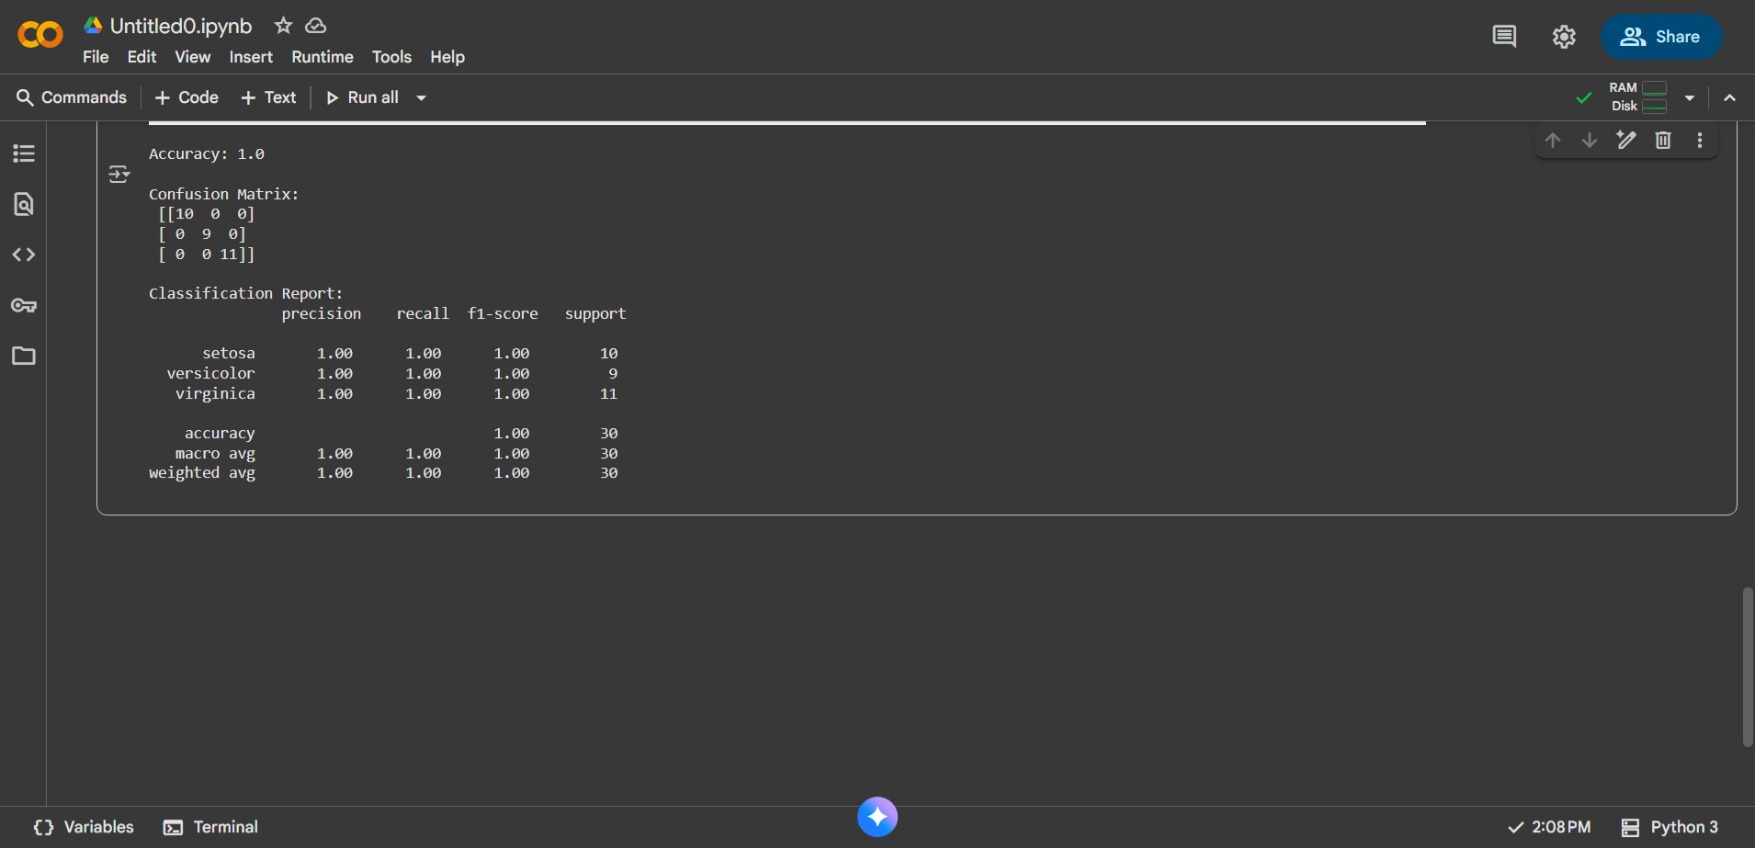 Untitled0.ipynb
File Edit View Insert Runtime Tools Help
Share
Commands + Code + Text Run all
RAM
Disk
Accuracy: 1.0
Confusion Matrix:
[[10 0 0]
[ 0 9 0]
[ 0 0 11]]
Classification Report:
precision recall f1-score support
setosa 1.00 1.00 1.00 10
versicolor 1.00 1.00 1.00 9
virginica 1.00 1.00 1.00 11
accuracy 1.00 30
macro avg 1.00 1.00 1.00 30
weighted avg 1.00 1.00 1.00 30
Variables Terminal 2:08 PM Python 3